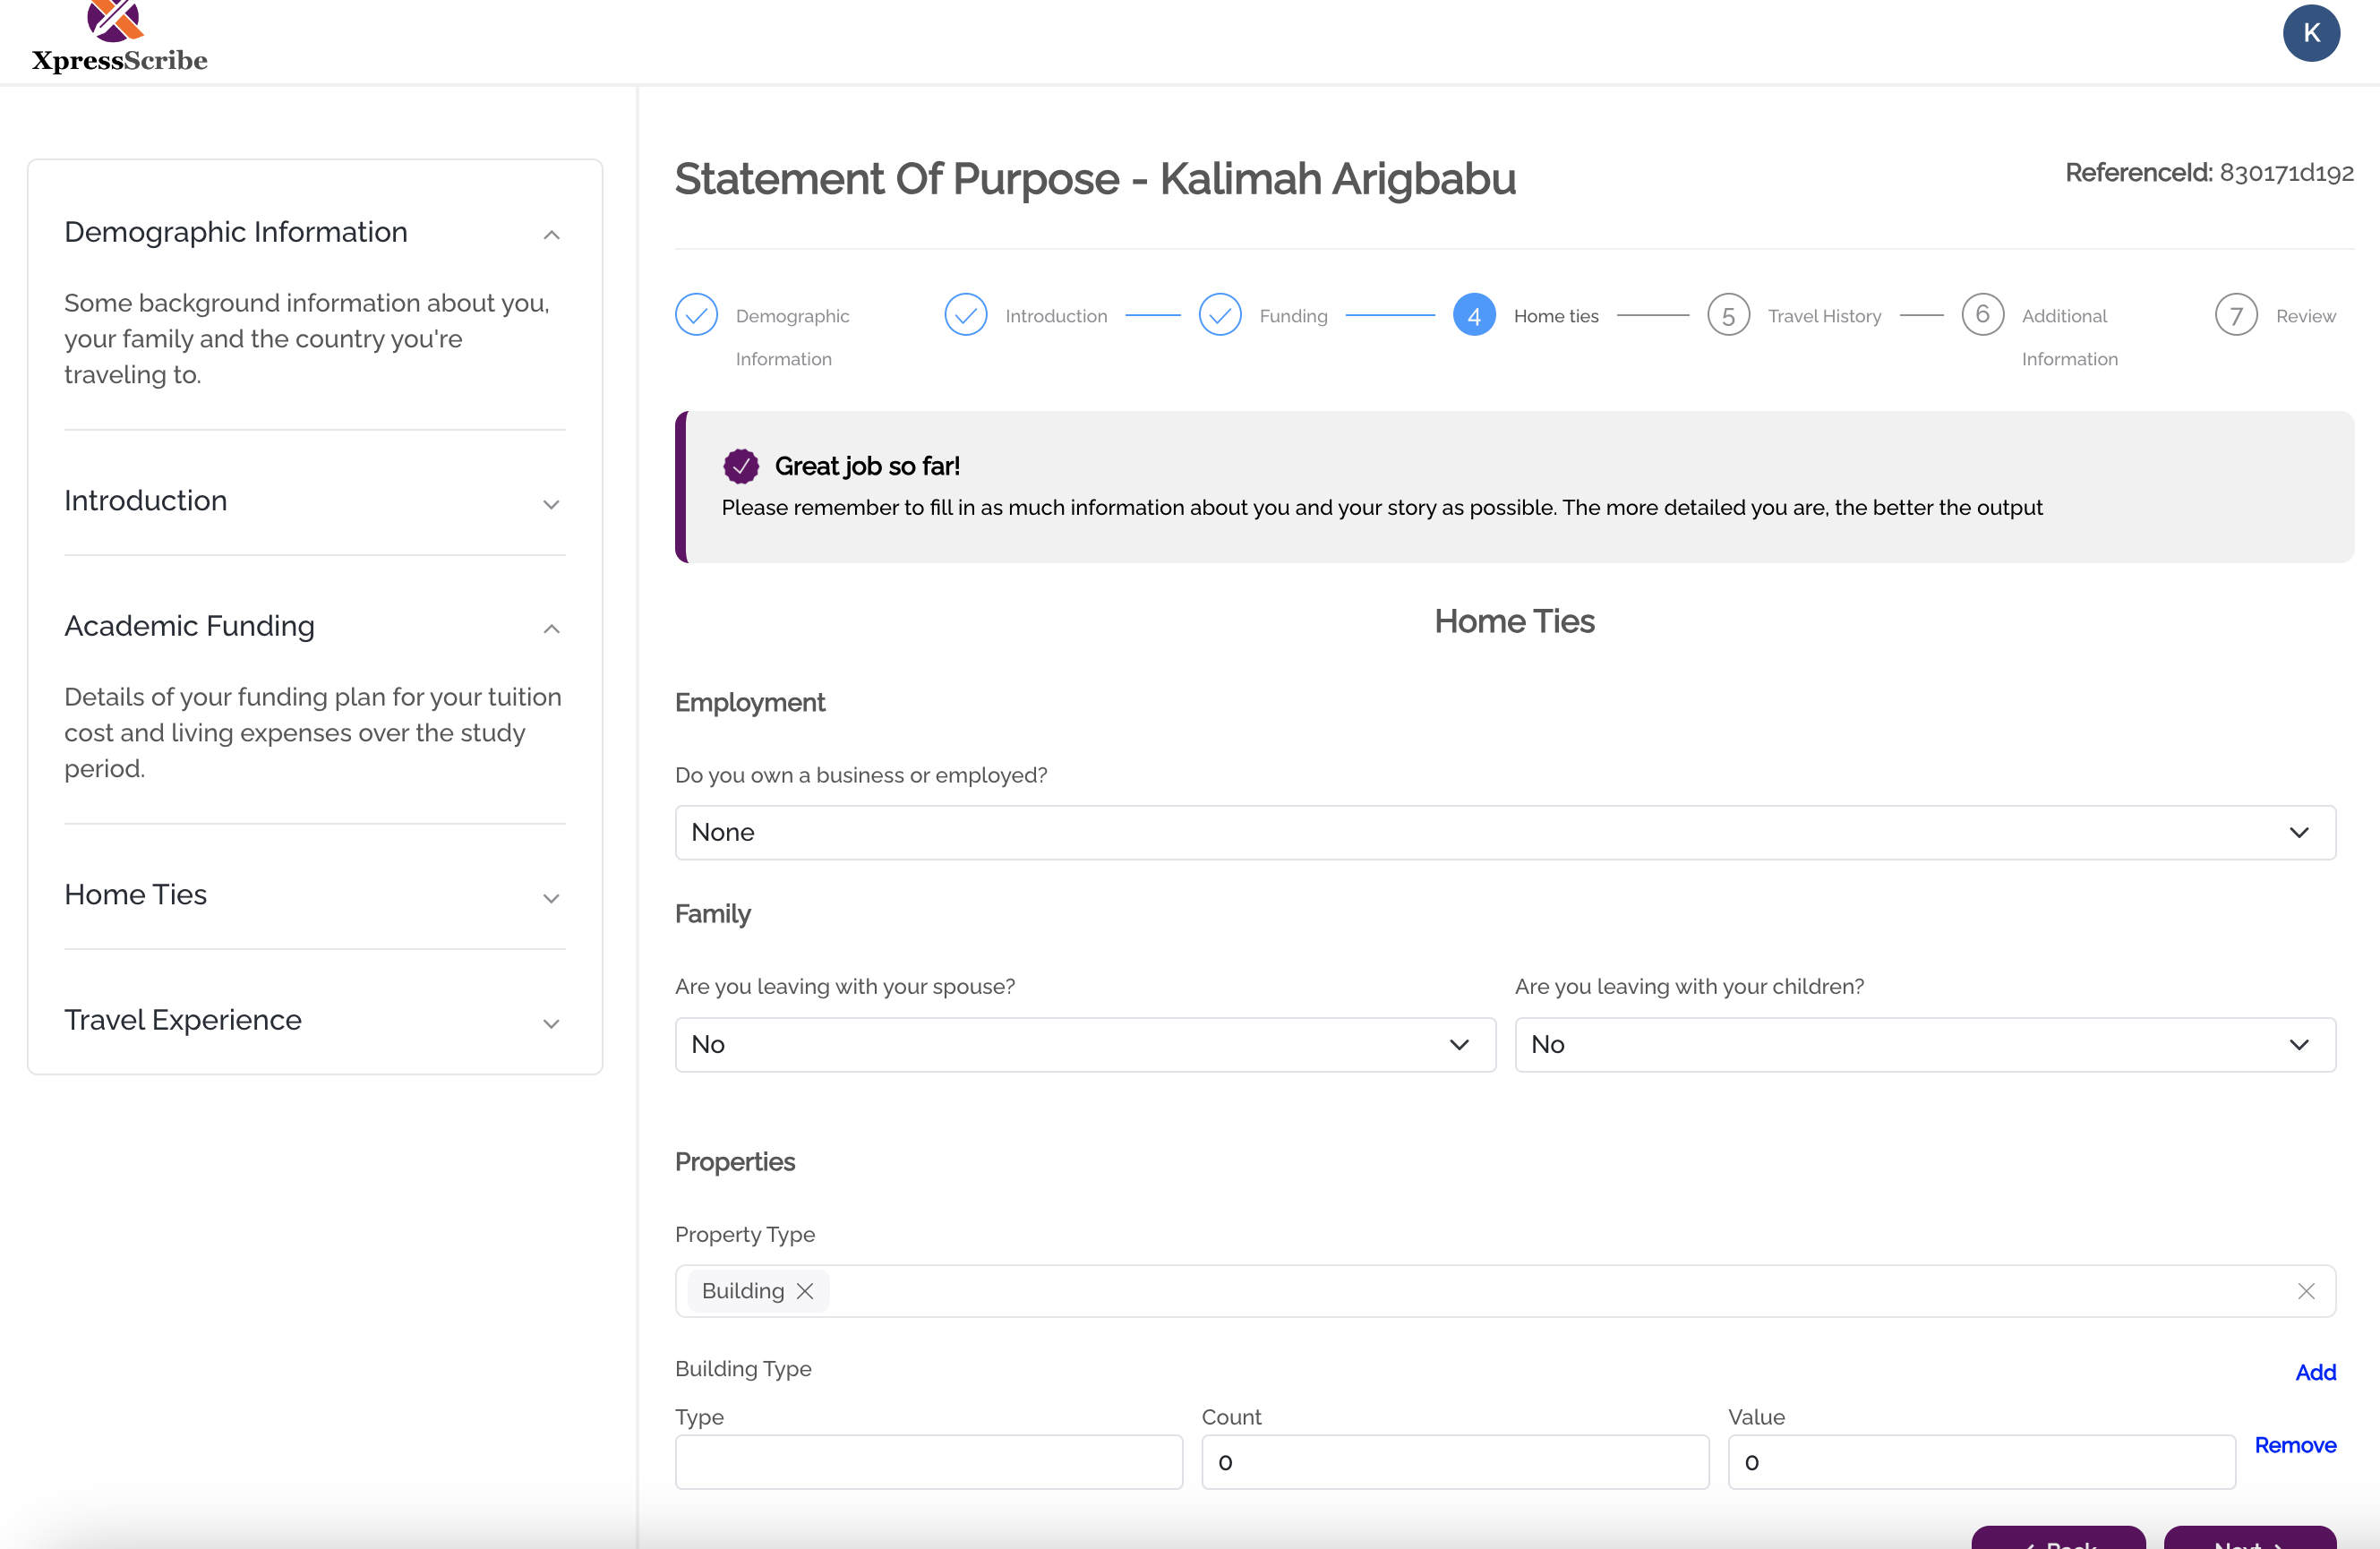 XpressScribe
K
Demographic Information
Some background information about you,
your family and the country you're
traveling to.
Introduction
Academic Funding
Details of your funding plan for your tuition
cost and living expenses over the study
period.
Home Ties
Travel Experience
Statement Of Purpose - Kalimah Arigbabu
ReferenceId: 830171d192
Demographic
Information
Introduction
Funding
4 Home ties
5 Travel History
6 Additional
Information
7 Review
Great job so far!
Please remember to fill in as much information about you and your story as possible. The more detailed you are, the better the output
Home Ties
Employment
Do you own a business or employed?
None
Family
Are you leaving with your spouse?
Are you leaving with your children?
No
No
Properties
Property Type
Building
Building Type
Add
Type
Count
Value
0
0
Remove
Back
Next